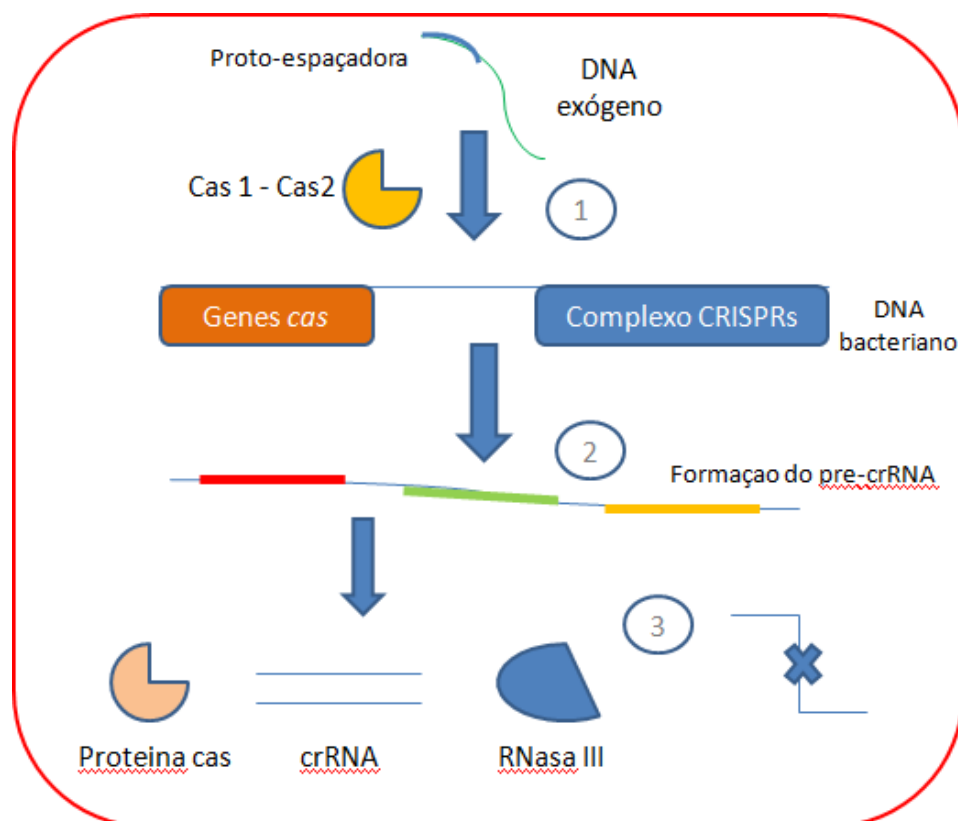 Proto-espaçadora
DNA
exógeno
Cas 1 - Cas2
1
Genes cas
Complexo CRISPRs
DNA
bacteriano
2
Formaçao do pre-crRNA
3
Proteina cas
crRNA
RNasa III